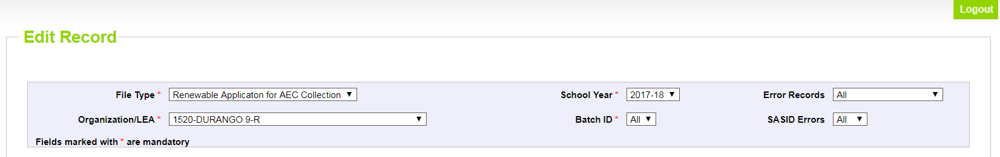 Logout
Edit Record
File Type * Renewable Applicaton for AEC Collection School Year * 2017-18 Error Records All
Organization/LEA * 1520-DURANGO 9-R Batch ID * All SASID Errors All
Fields marked with * are mandatory